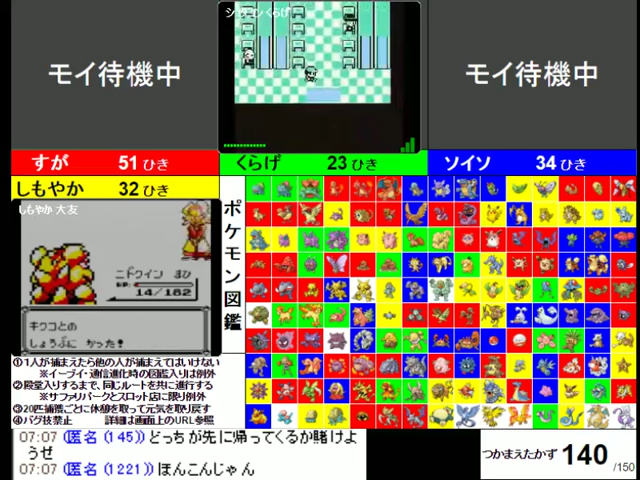 シリコンくらげ
モイ待機中
モイ待機中
すが 51 ひき
くらげ 23 ひき
ソイソ 34 ひき
しもやか 32 ひき
しもやか 大友
ポケモン図鑑
ニドクイン
14/182
キクコとの
しょうぶに かった!
①1人が捕まえたら他の人が捕まえてはいけない
※イーブイ・通信進化時の図鑑入りは例外
②殿堂入りするまで、同じルートを共に進行する
※サファリパークとスロット店に限り例外
③20匹捕獲ごとに休憩を取って元気を取り戻す
④バグ技禁止 詳細は画面上のURL参照
07:07 (匿名(145)) どっちが先に帰ってくるか賭けよ
うぜ
07:07 (匿名(1221)) ほんこんじゃん
つかまえたかず 140 /150